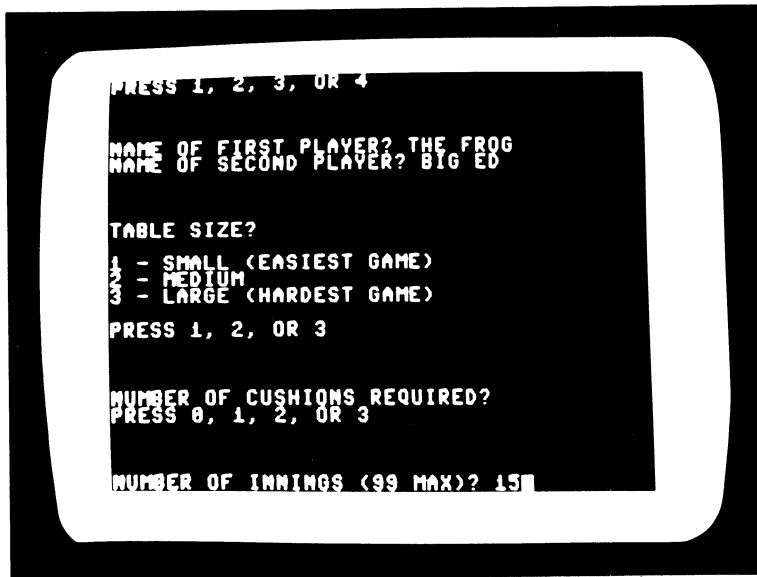 PRESS 1, 2, 3, OR 4
NAME OF FIRST PLAYER? THE FROG
NAME OF SECOND PLAYER? BIG ED
TABLE SIZE?
1 - SMALL (EASIEST GAME)
2 - MEDIUM
3 - LARGE (HARDEST GAME)
PRESS 1, 2, OR 3
NUMBER OF CUSHIONS REQUIRED?
PRESS 0, 1, 2, OR 3
NUMBER OF INNINGS (99 MAX)? 15